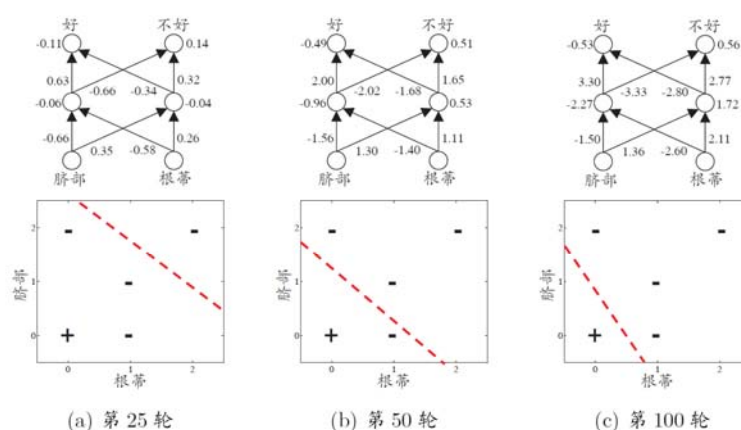 好 不好 好 不好 好 不好
-0.11 0.14 -0.49 0.51 -0.53 0.56
0.63 -0.66 -0.34 0.32 2.00 -2.02 -1.68 1.65 3.30 -3.33 -2.80 2.77
-0.06 -0.04 -0.96 0.53 -2.27 1.72
-0.66 0.35 -0.58 0.26 -1.56 1.30 -1.40 1.11 -1.50 1.36 -2.60 2.11
脐部 根蒂 脐部 根蒂 脐部 根蒂
2 2 2
脐部 1 脐部 1 脐部 1
0 0 0
0 1 2 0 1 2 0 1 2
根蒂 根蒂 根蒂
(a) 第 25 轮 (b) 第 50 轮 (c) 第 100 轮